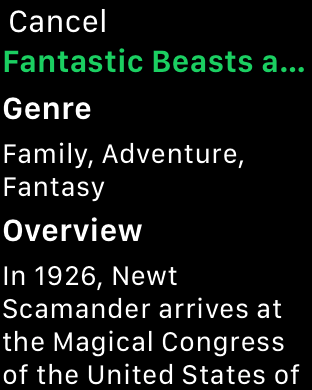 Cancel
Fantastic Beasts a...
Genre
Family, Adventure,
Fantasy
Overview
In 1926, Newt
Scamander arrives at
the Magical Congress
of the United States of